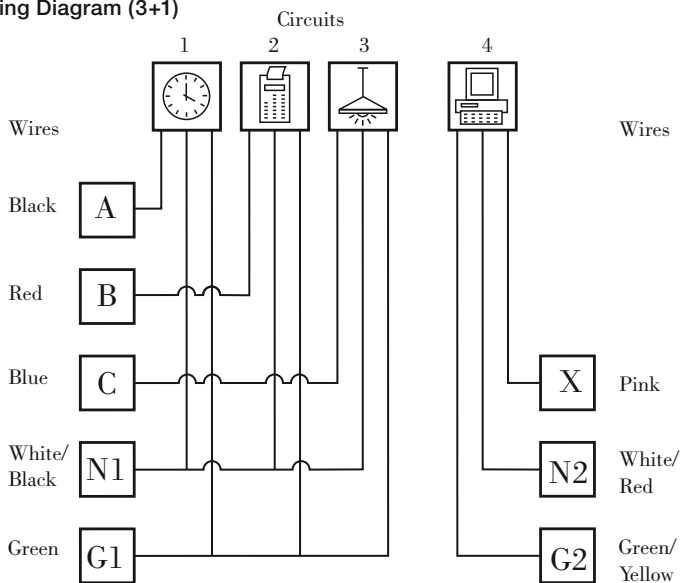 ing Diagram (3+1)
Circuits
1 2 3 4
Wires Wires
Black A
Red B
Blue C X Pink
White/
Black N1 N2 White/
Red
Green G1 G2 Green/
Yellow